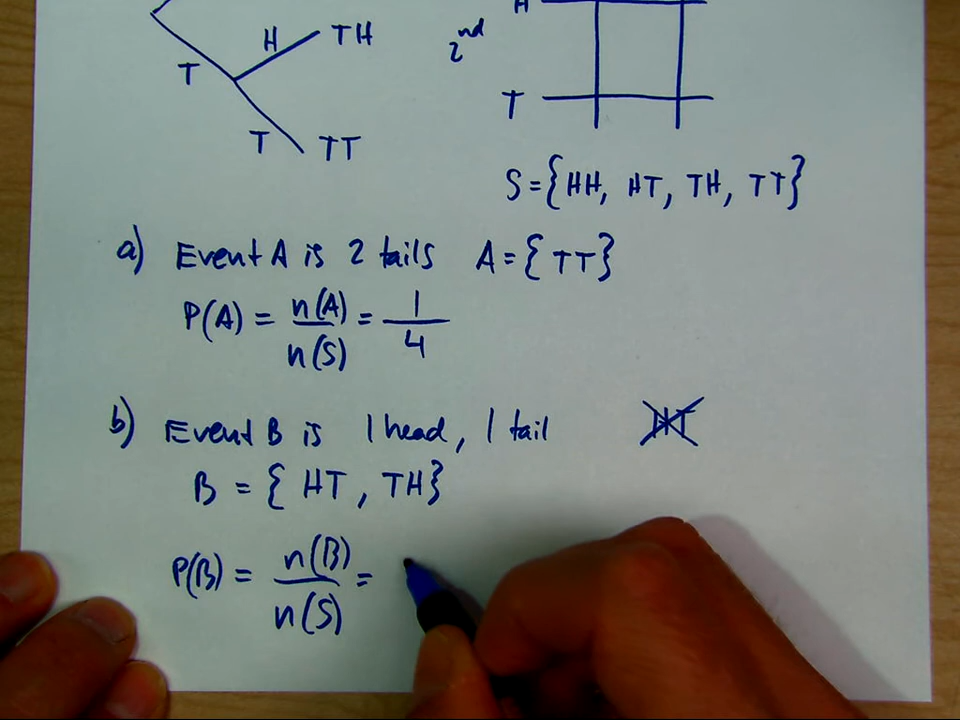 H
H TH
2nd
T
T
T TT
S = {HH, HT, TH, TT}
a) Event A is 2 tails A = {TT}
P(A) = n(A)/n(S) = 1/4
b) Event B is 1 head, 1 tail HT
B = {HT, TH}
P(B) = n(B)/n(S) =